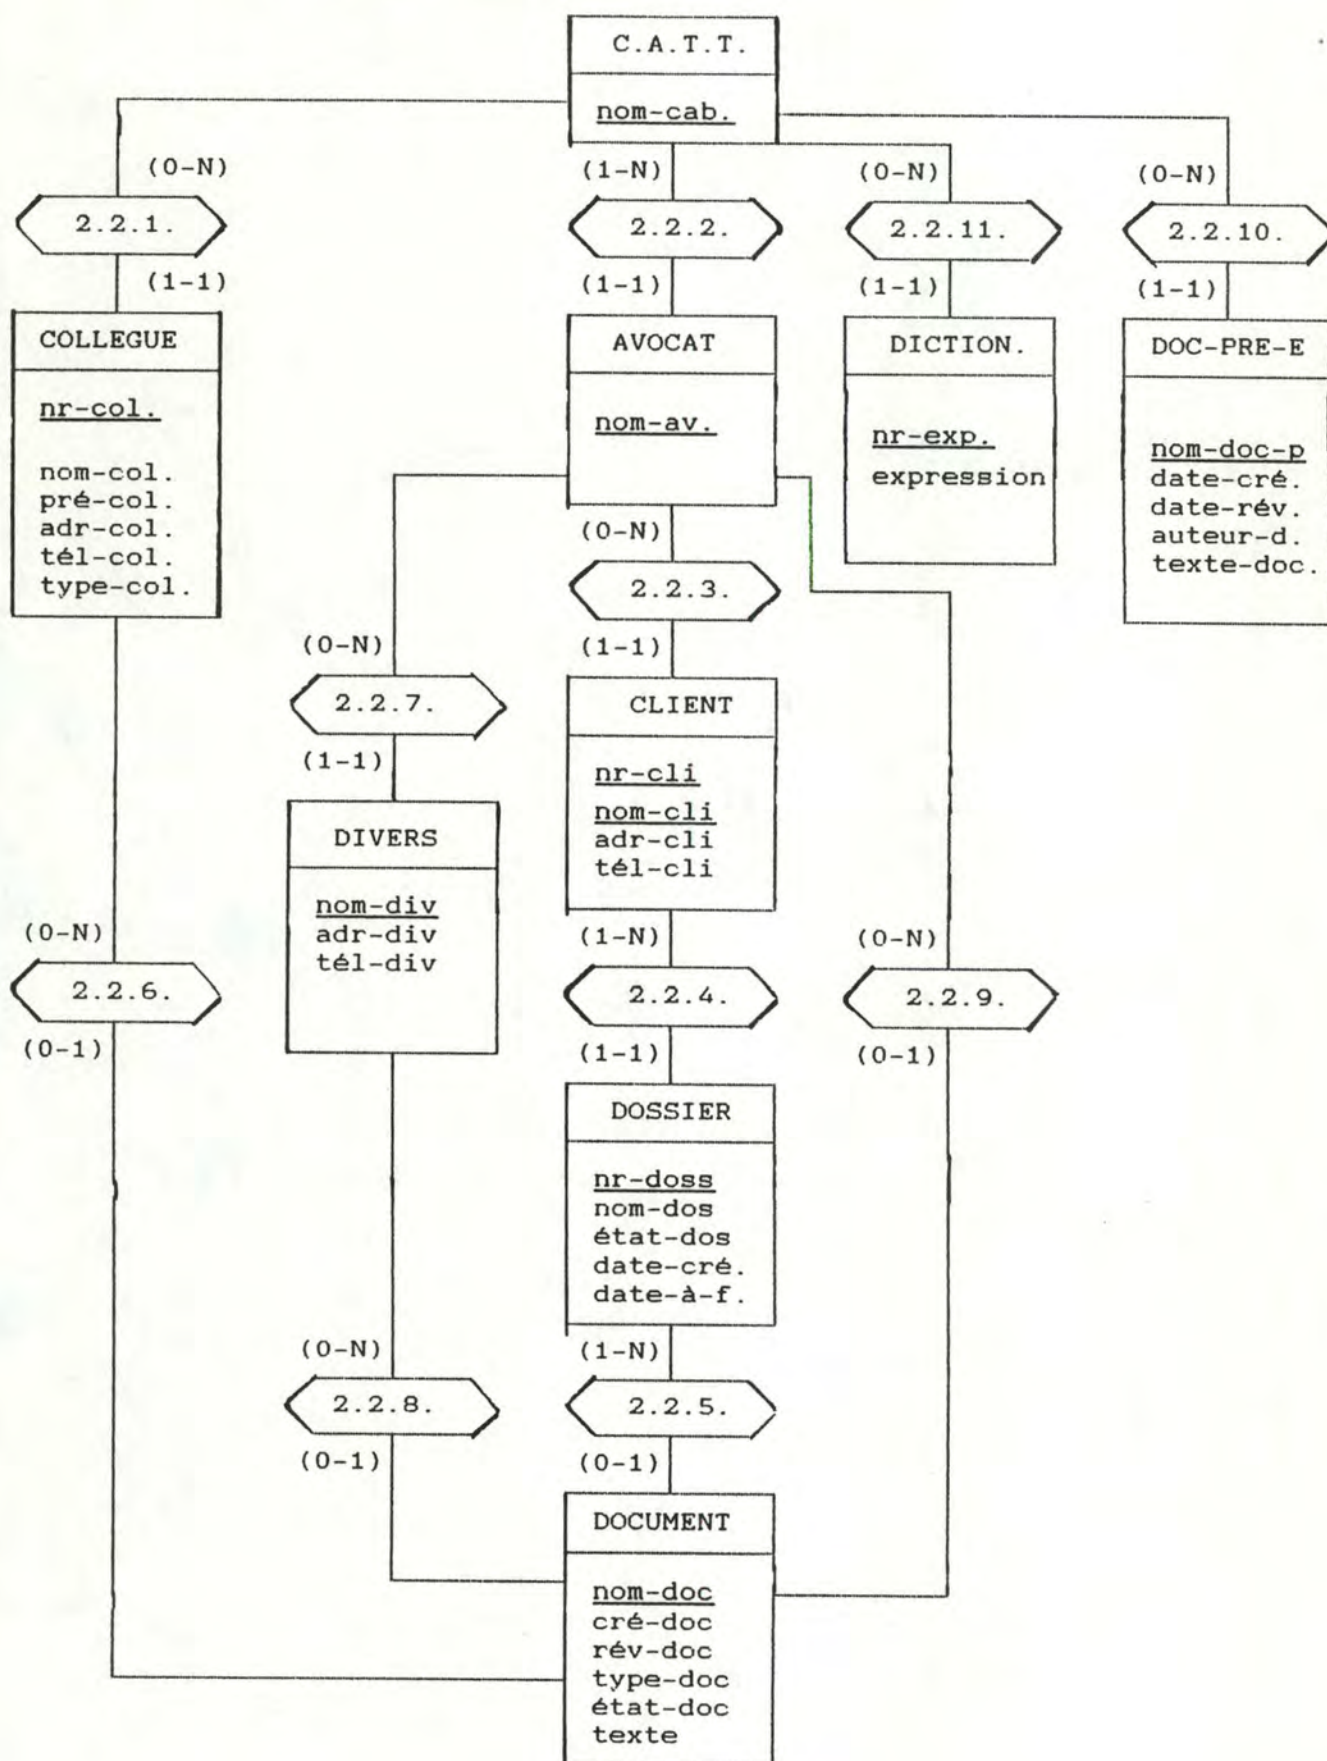 C.A.T.T.
nom-cab.
(0-N)
(1-N)
(0-N)
(0-N)
2.2.1.
2.2.2.
2.2.11.
2.2.10.
(1-1)
(1-1)
(1-1)
(1-1)
COLLEGUE
nr-col.
nom-col.
pré-col.
adr-col.
tél-col.
type-col.
AVOCAT
nom-av.
DICTION.
nr-exp.
expression
DOC-PRE-E
nom-doc-p
date-cré.
date-rév.
auteur-d.
texte-doc.
(0-N)
2.2.3.
(1-1)
(0-N)
2.2.7.
(1-1)
CLIENT
nr-cli
nom-cli
adr-cli
tél-cli
DIVERS
nom-div
adr-div
tél-div
(0-N)
2.2.6.
(0-1)
(1-N)
2.2.4.
(1-1)
(0-N)
2.2.9.
(0-1)
DOSSIER
nr-doss
nom-dos
état-dos
date-cré.
date-à-f.
(0-N)
2.2.8.
(0-1)
(1-N)
2.2.5.
(0-1)
DOCUMENT
nom-doc
cré-doc
rév-doc
type-doc
état-doc
texte